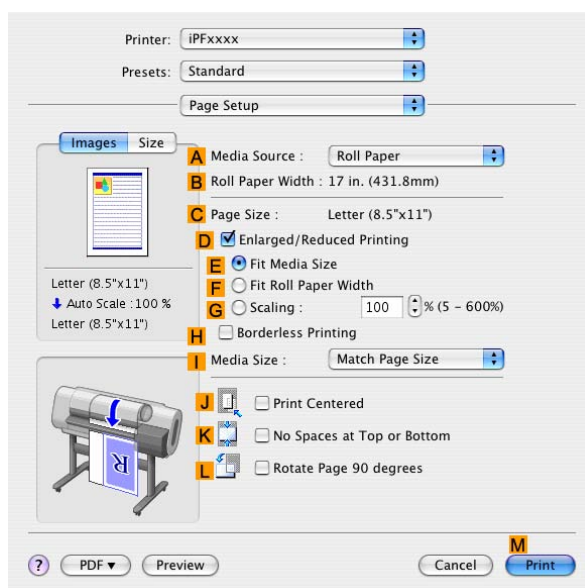 Printer: iPFxxxx
Presets: Standard
Page Setup
Images Size
A Media Source : Roll Paper
B Roll Paper Width : 17 in. (431.8mm)
C Page Size : Letter (8.5"x11")
D Enlarged/Reduced Printing
E Fit Media Size
F Fit Roll Paper Width
G Scaling : 100 % (5 - 600%)
H Borderless Printing
I Media Size : Match Page Size
Letter (8.5"x11")
Auto Scale :100 %
Letter (8.5"x11")
J Print Centered
K No Spaces at Top or Bottom
L Rotate Page 90 degrees
R
M
? PDF Preview Cancel Print